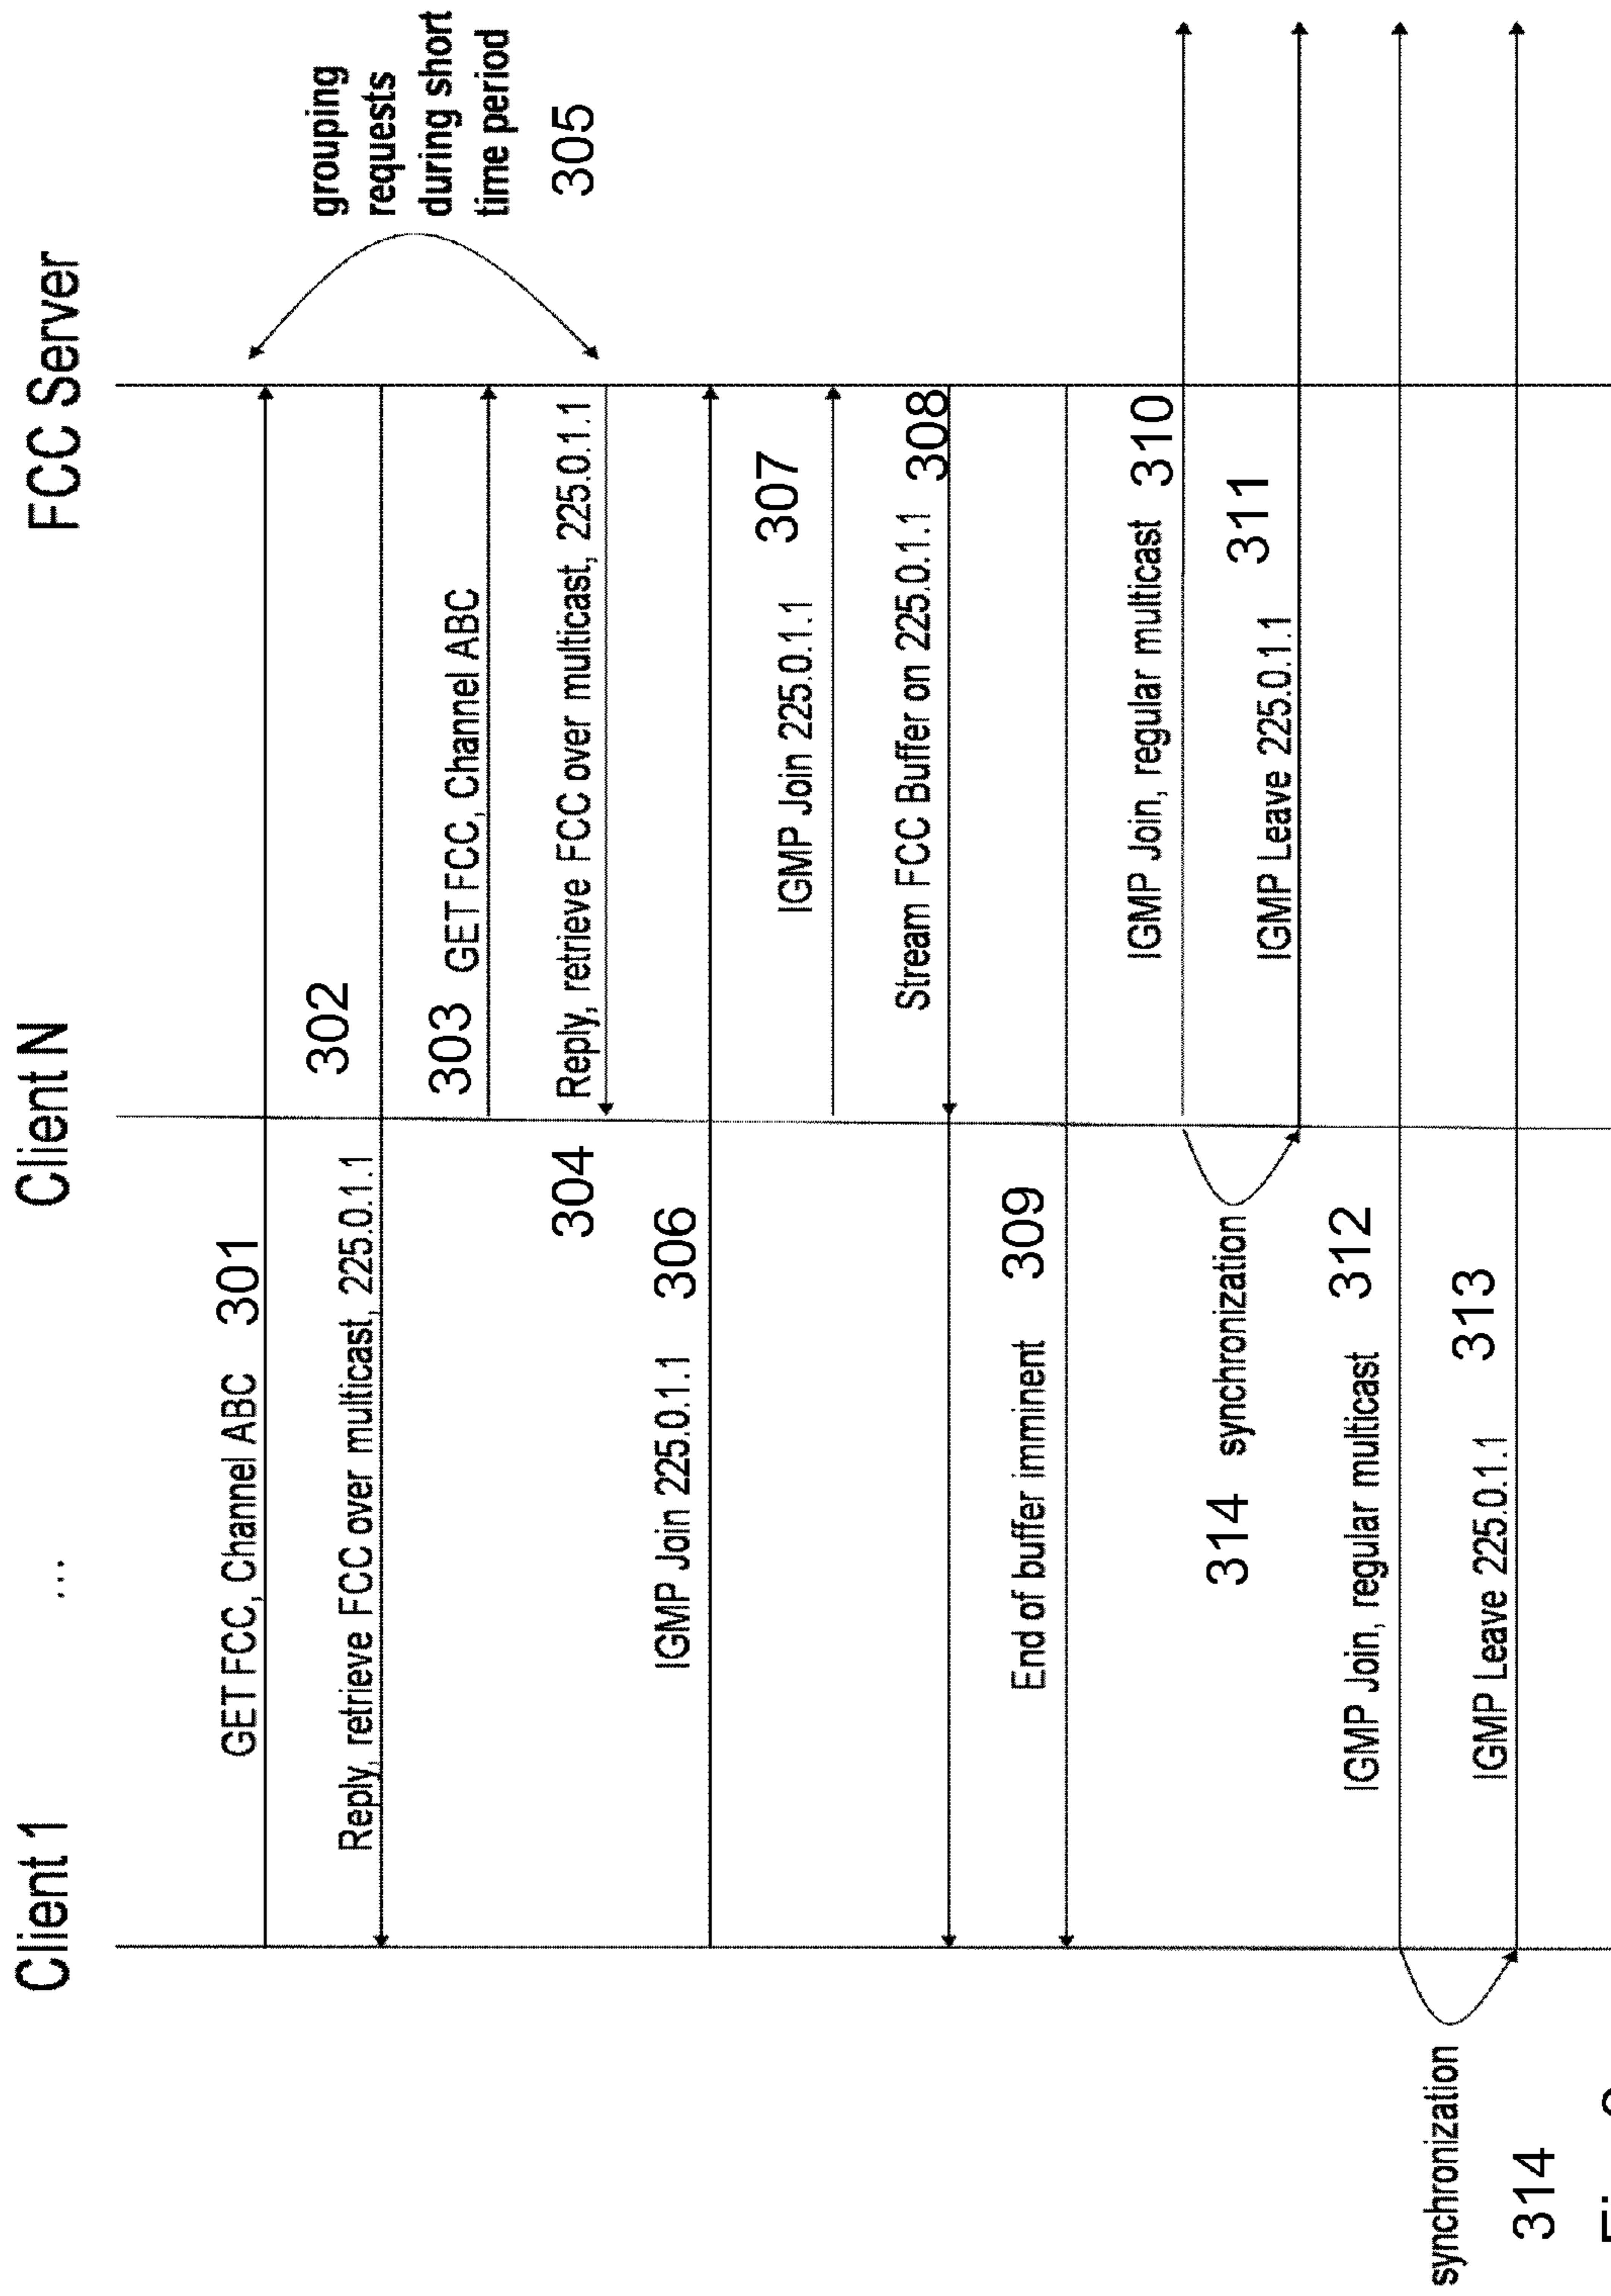 Client 1
...
Client N
FCC Server
GET FCC, Channel ABC 301
302
Reply, retrieve FCC over multicast, 225.0.1.1
303 GET FCC, Channel ABC
304
Reply, retrieve FCC over multicast, 225.0.1.1
grouping
requests
during short
time period
305
IGMP Join 225.0.1.1 306
IGMP Join 225.0.1.1 307
Stream FCC Buffer on 225.0.1.1 308
End of buffer imminent 309
IGMP Join, regular multicast 310
314 synchronization
IGMP Leave 225.0.1.1 311
IGMP Join, regular multicast 312
synchronization
314
IGMP Leave 225.0.1.1 313